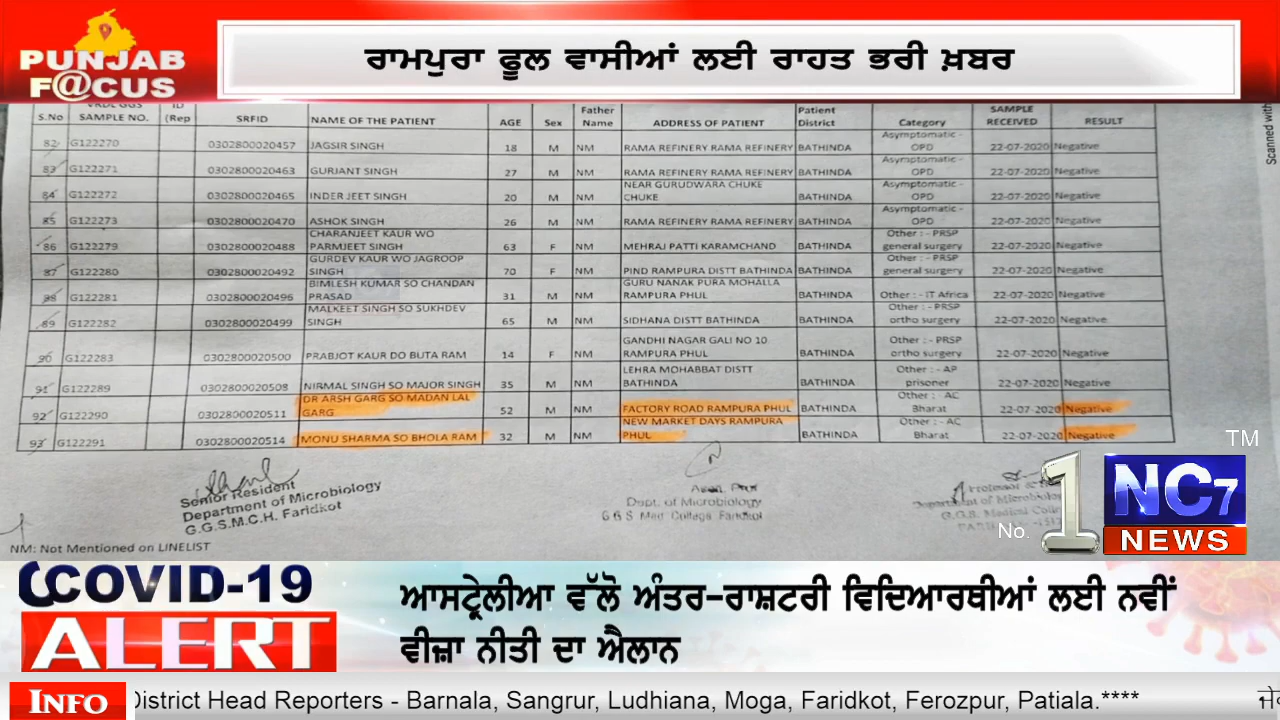 PUNJAB
F@CUS
ਰਾਮਪੁਰਾ ਫੂਲ ਵਾਸੀਆਂ ਲਈ ਰਾਹਤ ਭਰੀ ਖ਼ਬਰ
S.No VRDL GGS SAMPLE NO. ID (Rep SRFID NAME OF THE PATIENT AGE Sex Father Name ADDRESS OF PATIENT Patient District Category SAMPLE RECEIVED RESULT
82 G122270 0302800020457 JAGSIR SINGH 18 M NM RAMA REFINERY RAMA REFINERY BATHINDA Asymptomatic - OPD 22-07-2020 Negative
83 G122271 0302800020463 GURJANT SINGH 27 M NM RAMA REFINERY RAMA REFINERY BATHINDA Asymptomatic - OPD 22-07-2020 Negative
84 G122272 0302800020465 INDER JEET SINGH 20 M NM NEAR GURUDWARA CHUKE CHUKE BATHINDA Asymptomatic - OPD 22-07-2020 Negative
85 G122273 0302800020470 ASHOK SINGH 26 M NM RAMA REFINERY RAMA REFINERY BATHINDA Asymptomatic - OPD 22-07-2020 Negative
86 G122279 0302800020488 CHARANJEET KAUR WO PARMJEET SINGH 63 F NM MEHRAJ PATTI KARAMCHAND BATHINDA Other : - PRSP general surgery 22-07-2020 Negative
87 G122280 0302800020492 GURDEV KAUR WO JAGROOP SINGH 70 F NM PIND RAMPURA DISTT BATHINDA BATHINDA Other : - PRSP general surgery 22-07-2020 Negative
88 G122281 0302800020496 BIMLESH KUMAR SO CHANDAN PRASAD 31 M NM GURU NANAK PURA MOHALLA RAMPURA PHUL BATHINDA Other : - IT Africa 22-07-2020 Negative
89 G122282 0302800020499 MALKEET SINGH SO SUKHDEV SINGH 65 M NM SIDHANA DISTT BATHINDA BATHINDA Other : - PRSP ortho surgery 22-07-2020 Negative
90 G122283 0302800020500 PRABJOT KAUR DO BUTA RAM 14 F NM GANDHI NAGAR GALI NO 10 RAMPURA PHUL BATHINDA Other : - PRSP ortho surgery 22-07-2020 Negative
91 G122289 0302800020508 NIRMAL SINGH SO MAJOR SINGH 35 M NM LEHRA MOHABBAT DISTT BATHINDA BATHINDA Other : - AP prisoner 22-07-2020 Negative
92 G122290 0302800020511 DR ARSH GARG SO MADAN LAL GARG 52 M NM FACTORY ROAD RAMPURA PHUL BATHINDA Other : - AC Bharat 22-07-2020 Negative
93 G122291 0302800020514 MONU SHARMA SO BHOLA RAM 32 M NM NEW MARKET DAYS RAMPURA PHUL BATHINDA Other : - AC Bharat 22-07-2020 Negative
Scanned with
Senior Resident
Department of Microbiology
G.G.S.M.C.H. Faridkot
Dept. of Microbiology
G G S Med. College, Faridkot
NM: Not Mentioned on LINELIST
TM
No. 1
NC7
NEWS
COVID-19
ALERT
ਆਸਟ੍ਰੇਲੀਆ ਵੱਲੋ ਅੰਤਰ-ਰਾਸ਼ਟਰੀ ਵਿਦਿਆਰਥੀਆਂ ਲਈ ਨਵੀਂ
ਵੀਜ਼ਾ ਨੀਤੀ ਦਾ ਐਲਾਨ
INFO
District Head Reporters - Barnala, Sangrur, Ludhiana, Moga, Faridkot, Ferozpur, Patiala.****